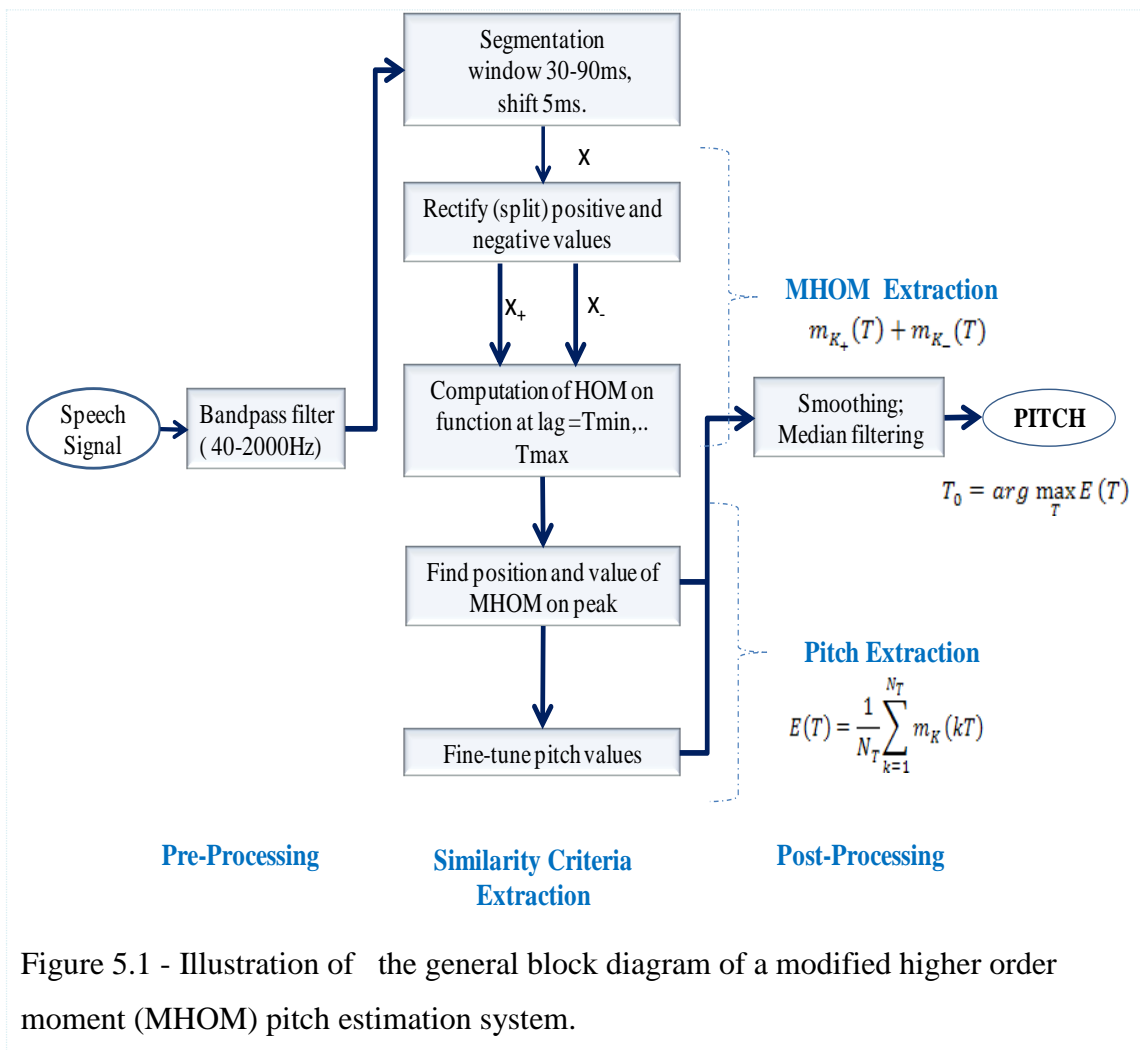 Segmentation
window 30-90ms,
shift 5ms.
X
Rectify (split) positive and
negative values
X₊
X₋
MHOM Extraction
m_{K₊}(T) + m_{K₋}(T)
Computation of HOM on
function at lag =Tmin,..
Tmax
Speech
Signal
Bandpass filter
( 40-2000Hz)
Smoothing;
Median filtering
PITCH
T₀ = arg max_T E (T)
Find position and value of
MHOM on peak
Pitch Extraction
E(T) = \frac{1}{N_T} \sum_{k=1}^{N_T} m_K (kT)
Fine-tune pitch values
Pre-Processing
Similarity Criteria
Extraction
Post-Processing
Figure 5.1 - Illustration of the general block diagram of a modified higher order
moment (MHOM) pitch estimation system.